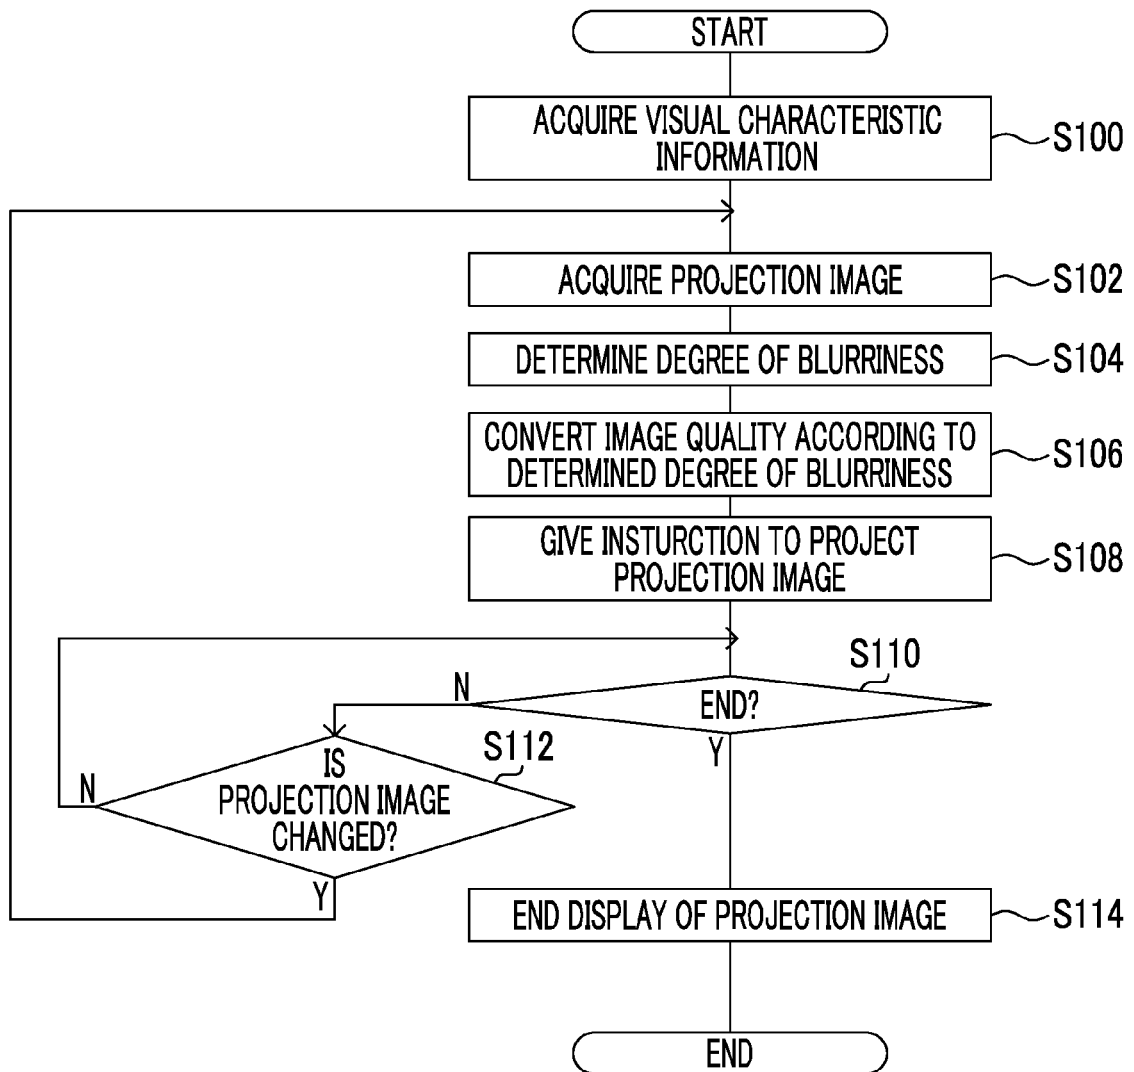 START
ACQUIRE VISUAL CHARACTERISTIC
INFORMATION
S100
ACQUIRE PROJECTION IMAGE
S102
DETERMINE DEGREE OF BLURRINESS
S104
CONVERT IMAGE QUALITY ACCORDING TO
DETERMINED DEGREE OF BLURRINESS
S106
GIVE INSTURCTION TO PROJECT
PROJECTION IMAGE
S108
S110
N
END?
Y
S112
IS
PROJECTION IMAGE
CHANGED?
N
Y
END DISPLAY OF PROJECTION IMAGE
S114
END